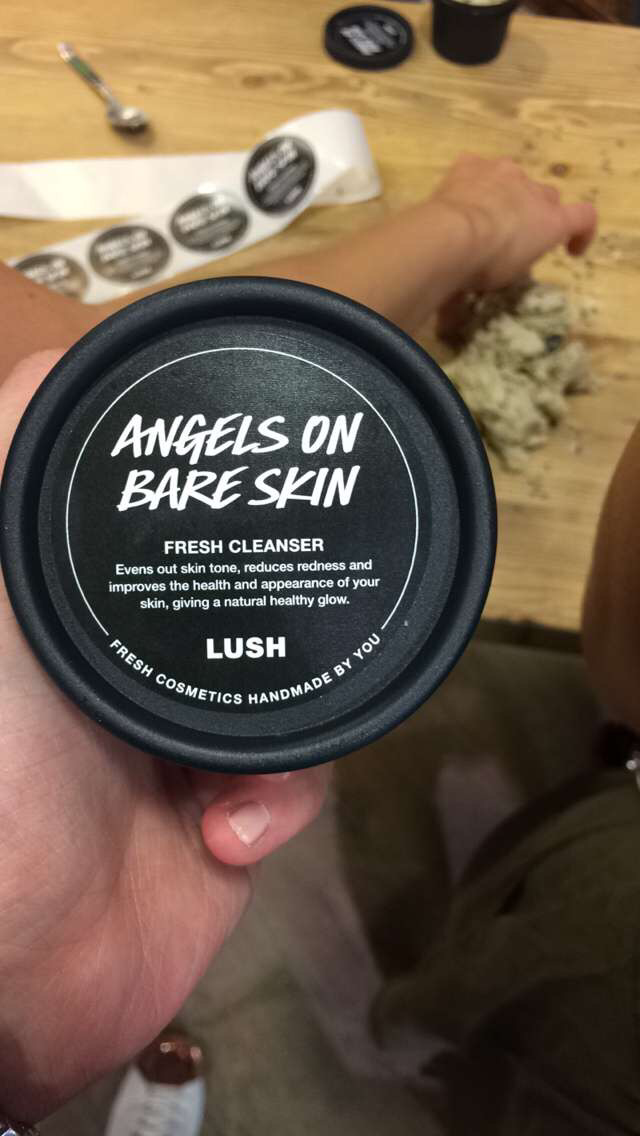 ANGELS ON
BARE SKIN
FRESH CLEANSER
Evens out skin tone, reduces redness and
improves the health and appearance of your
skin, giving a natural healthy glow.
LUSH
FRESH COSMETICS HANDMADE BY YOU